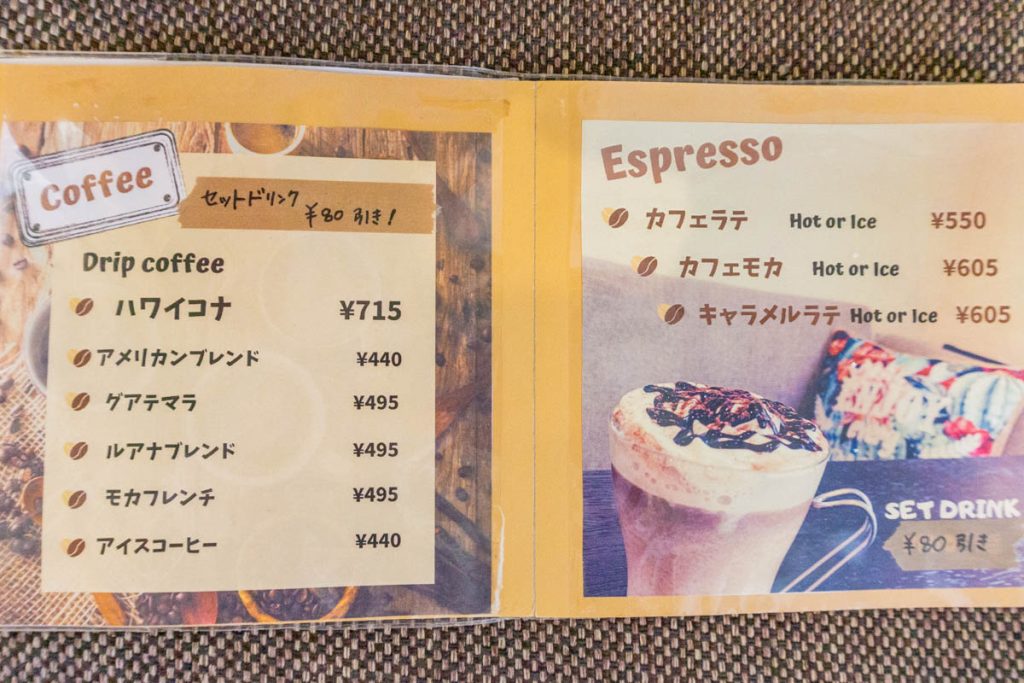 Coffee
セットドリンク
¥80 引き!
Drip coffee
ハワイコナ ¥715
アメリカンブレンド ¥440
グアテマラ ¥495
ルアナブレンド ¥495
モカフレンチ ¥495
アイスコーヒー ¥440
Espresso
カフェラテ Hot or Ice ¥550
カフェモカ Hot or Ice ¥605
キャラメルラテ Hot or Ice ¥605
SET DRINK
¥80 引き